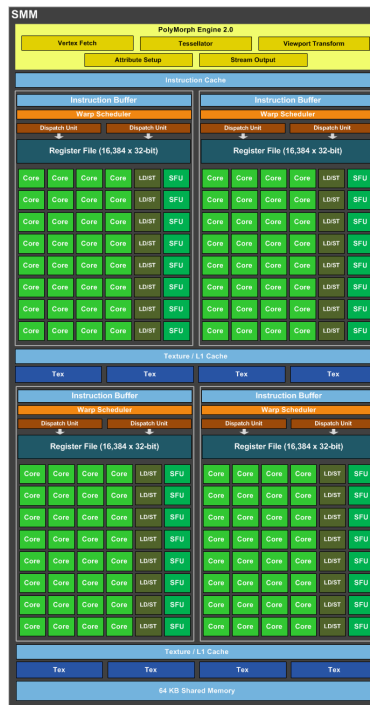 SMM
PolyMorph Engine 2.0
Vertex Fetch Tessellator Viewport Transform
Attribute Setup Stream Output
Instruction Cache
Instruction Buffer Instruction Buffer
Warp Scheduler Warp Scheduler
Dispatch Unit Dispatch Unit Dispatch Unit Dispatch Unit
Register File (16,384 x 32-bit) Register File (16,384 x 32-bit)
Core Core Core Core LD/ST SFU Core Core Core Core LD/ST SFU
Core Core Core Core LD/ST SFU Core Core Core Core LD/ST SFU
Core Core Core Core LD/ST SFU Core Core Core Core LD/ST SFU
Core Core Core Core LD/ST SFU Core Core Core Core LD/ST SFU
Core Core Core Core LD/ST SFU Core Core Core Core LD/ST SFU
Core Core Core Core LD/ST SFU Core Core Core Core LD/ST SFU
Core Core Core Core LD/ST SFU Core Core Core Core LD/ST SFU
Core Core Core Core LD/ST SFU Core Core Core Core LD/ST SFU
Texture / L1 Cache
Tex Tex Tex Tex
Instruction Buffer Instruction Buffer
Warp Scheduler Warp Scheduler
Dispatch Unit Dispatch Unit Dispatch Unit Dispatch Unit
Register File (16,384 x 32-bit) Register File (16,384 x 32-bit)
Core Core Core Core LD/ST SFU Core Core Core Core LD/ST SFU
Core Core Core Core LD/ST SFU Core Core Core Core LD/ST SFU
Core Core Core Core LD/ST SFU Core Core Core Core LD/ST SFU
Core Core Core Core LD/ST SFU Core Core Core Core LD/ST SFU
Core Core Core Core LD/ST SFU Core Core Core Core LD/ST SFU
Core Core Core Core LD/ST SFU Core Core Core Core LD/ST SFU
Core Core Core Core LD/ST SFU Core Core Core Core LD/ST SFU
Core Core Core Core LD/ST SFU Core Core Core Core LD/ST SFU
Texture / L1 Cache
Tex Tex Tex Tex
64 KB Shared Memory